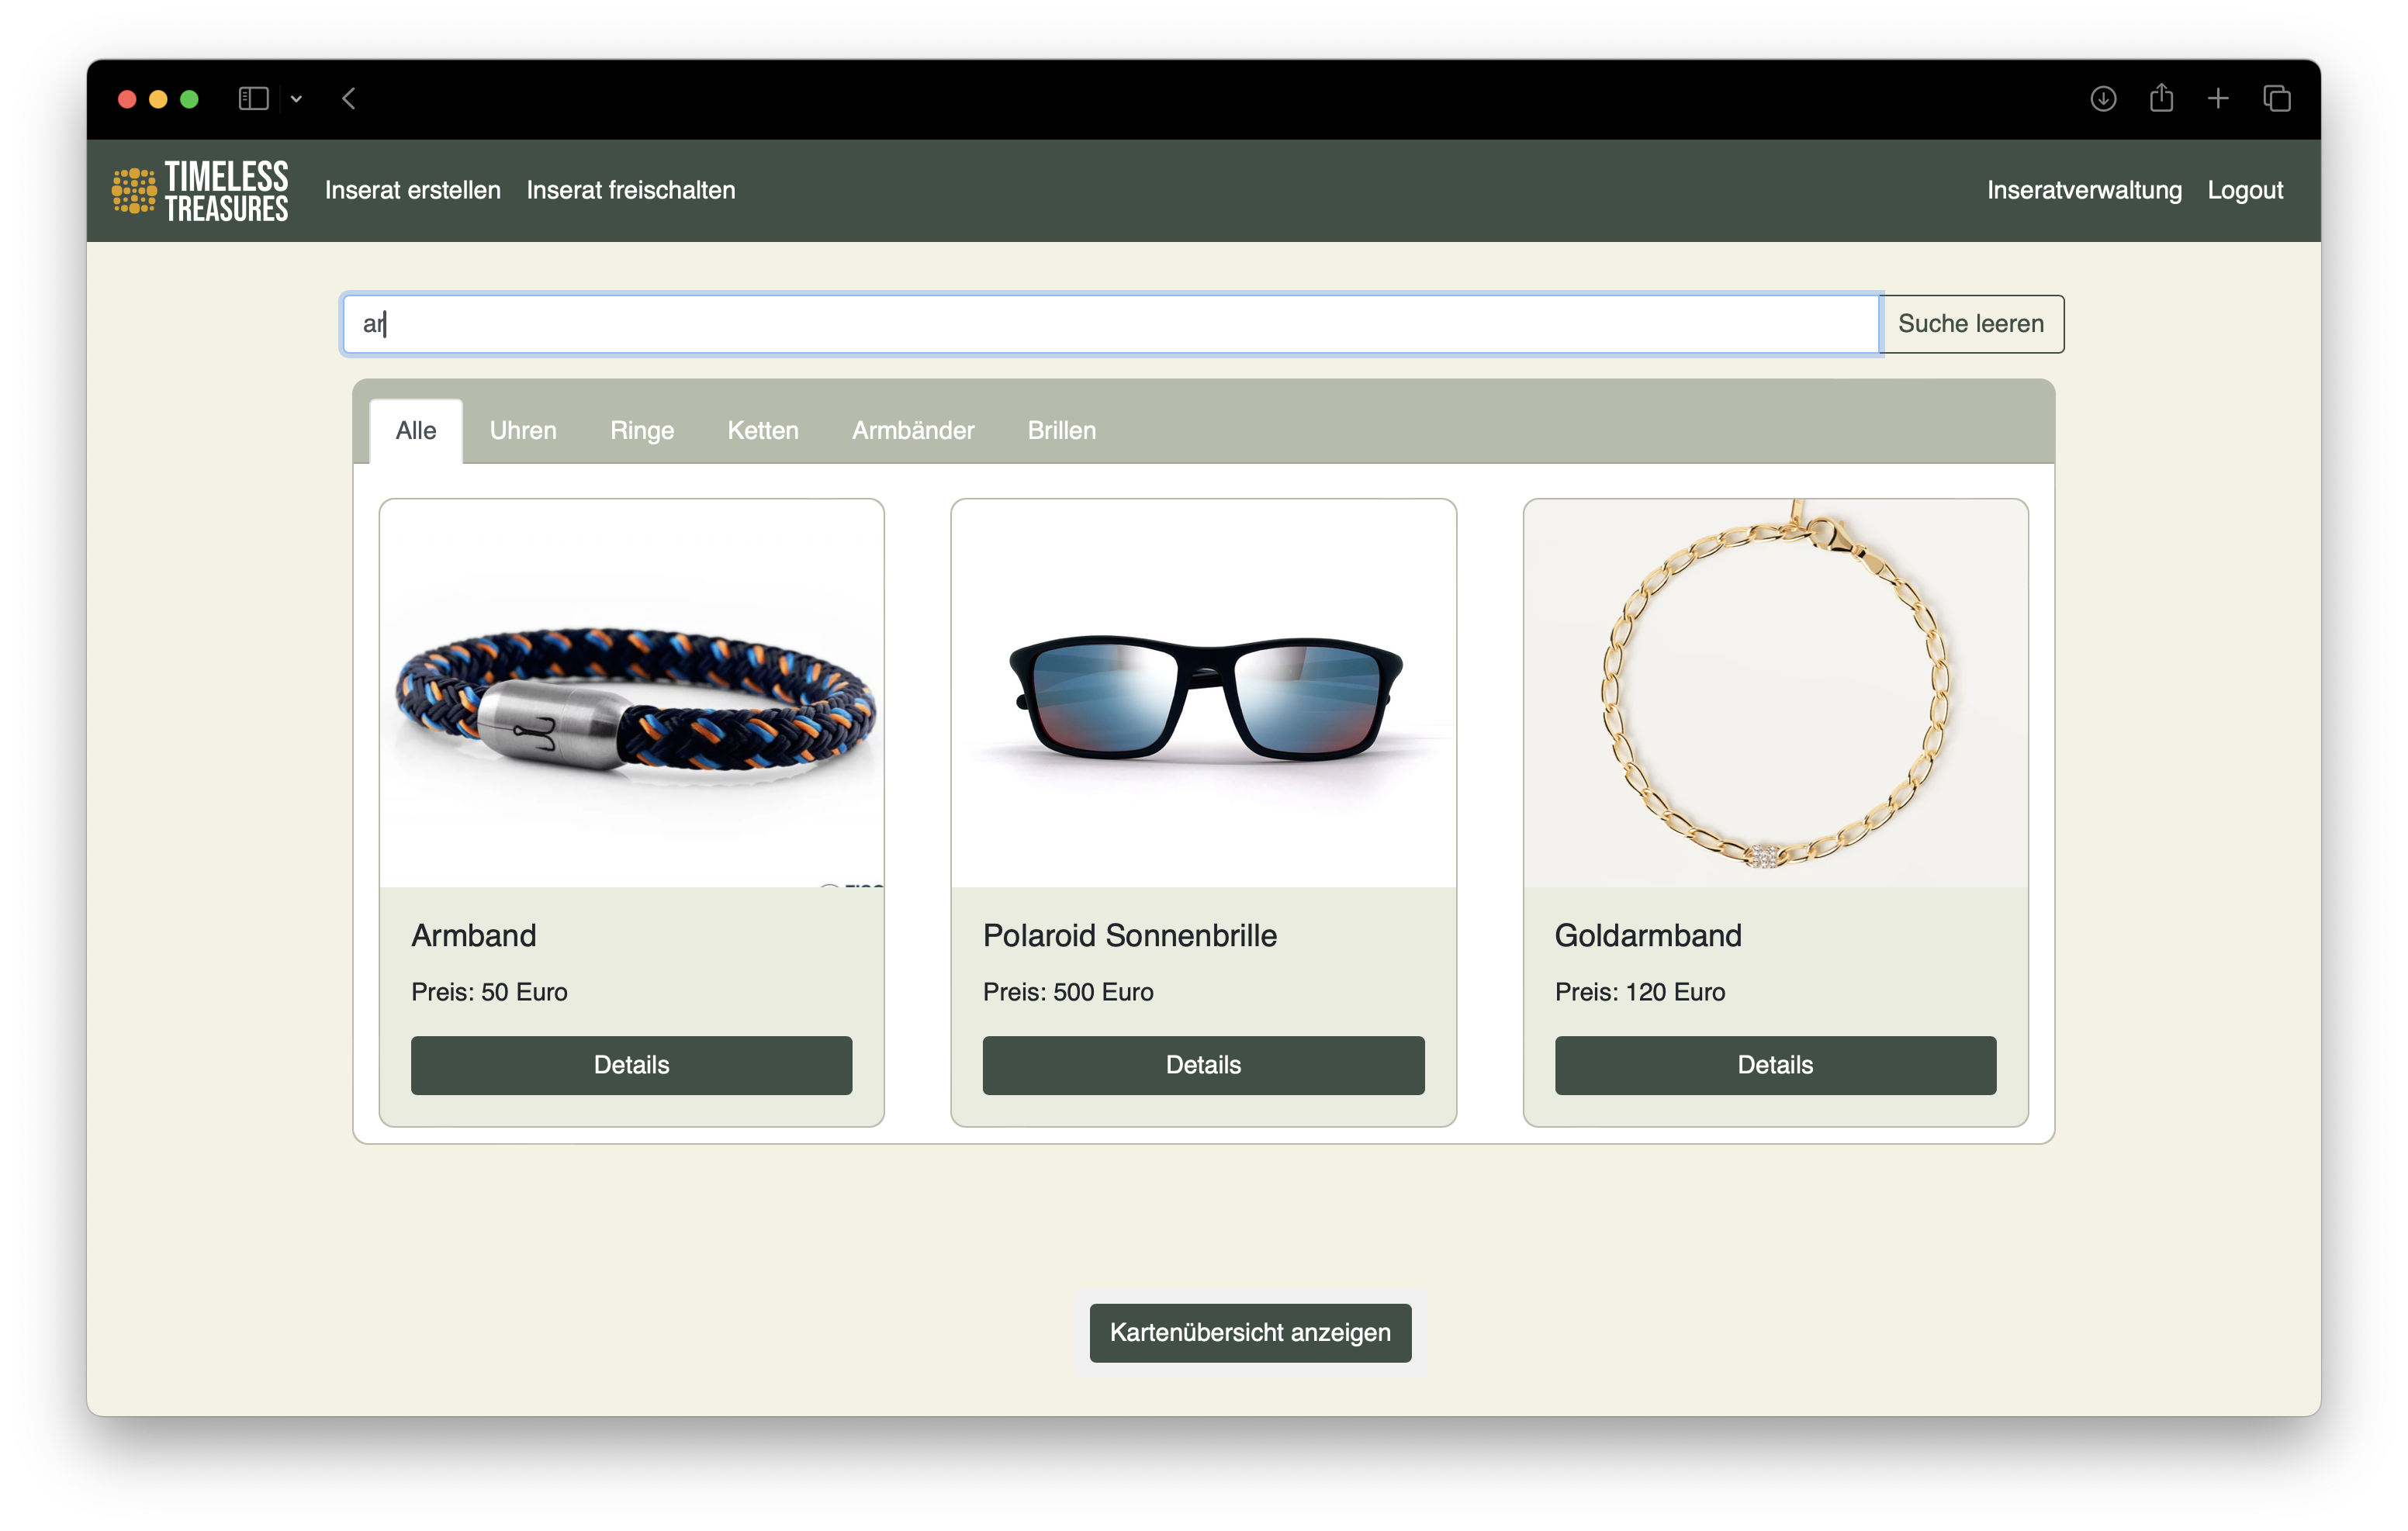 TIMELESS
TREASURES
Inserat erstellen Inserat freischalten Inseratverwaltung Logout
ar
Suche leeren
Alle Uhren Ringe Ketten Armbänder Brillen
Armband
Preis: 50 Euro
Details
Polaroid Sonnenbrille
Preis: 500 Euro
Details
Goldarmband
Preis: 120 Euro
Details
Kartenübersicht anzeigen